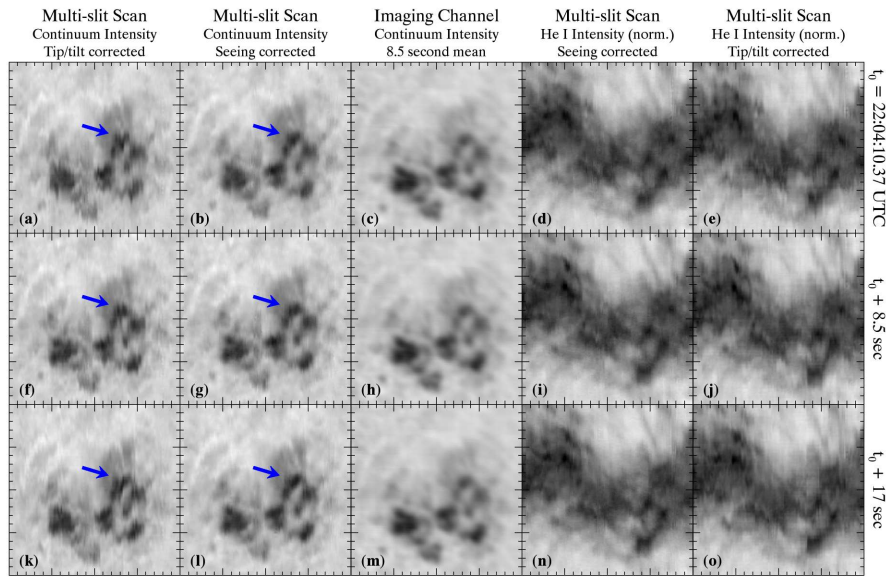 Multi-slit Scan
Continuum Intensity
Tip/tilt corrected
Multi-slit Scan
Continuum Intensity
Seeing corrected
Imaging Channel
Continuum Intensity
8.5 second mean
Multi-slit Scan
He I Intensity (norm.)
Seeing corrected
Multi-slit Scan
He I Intensity (norm.)
Tip/tilt corrected
(a)
(b)
(c)
(d)
(e)
t₀ = 22:04:10.37 UTC
(f)
(g)
(h)
(i)
(j)
t₀ + 8.5 sec
(k)
(l)
(m)
(n)
(o)
t₀ + 17 sec